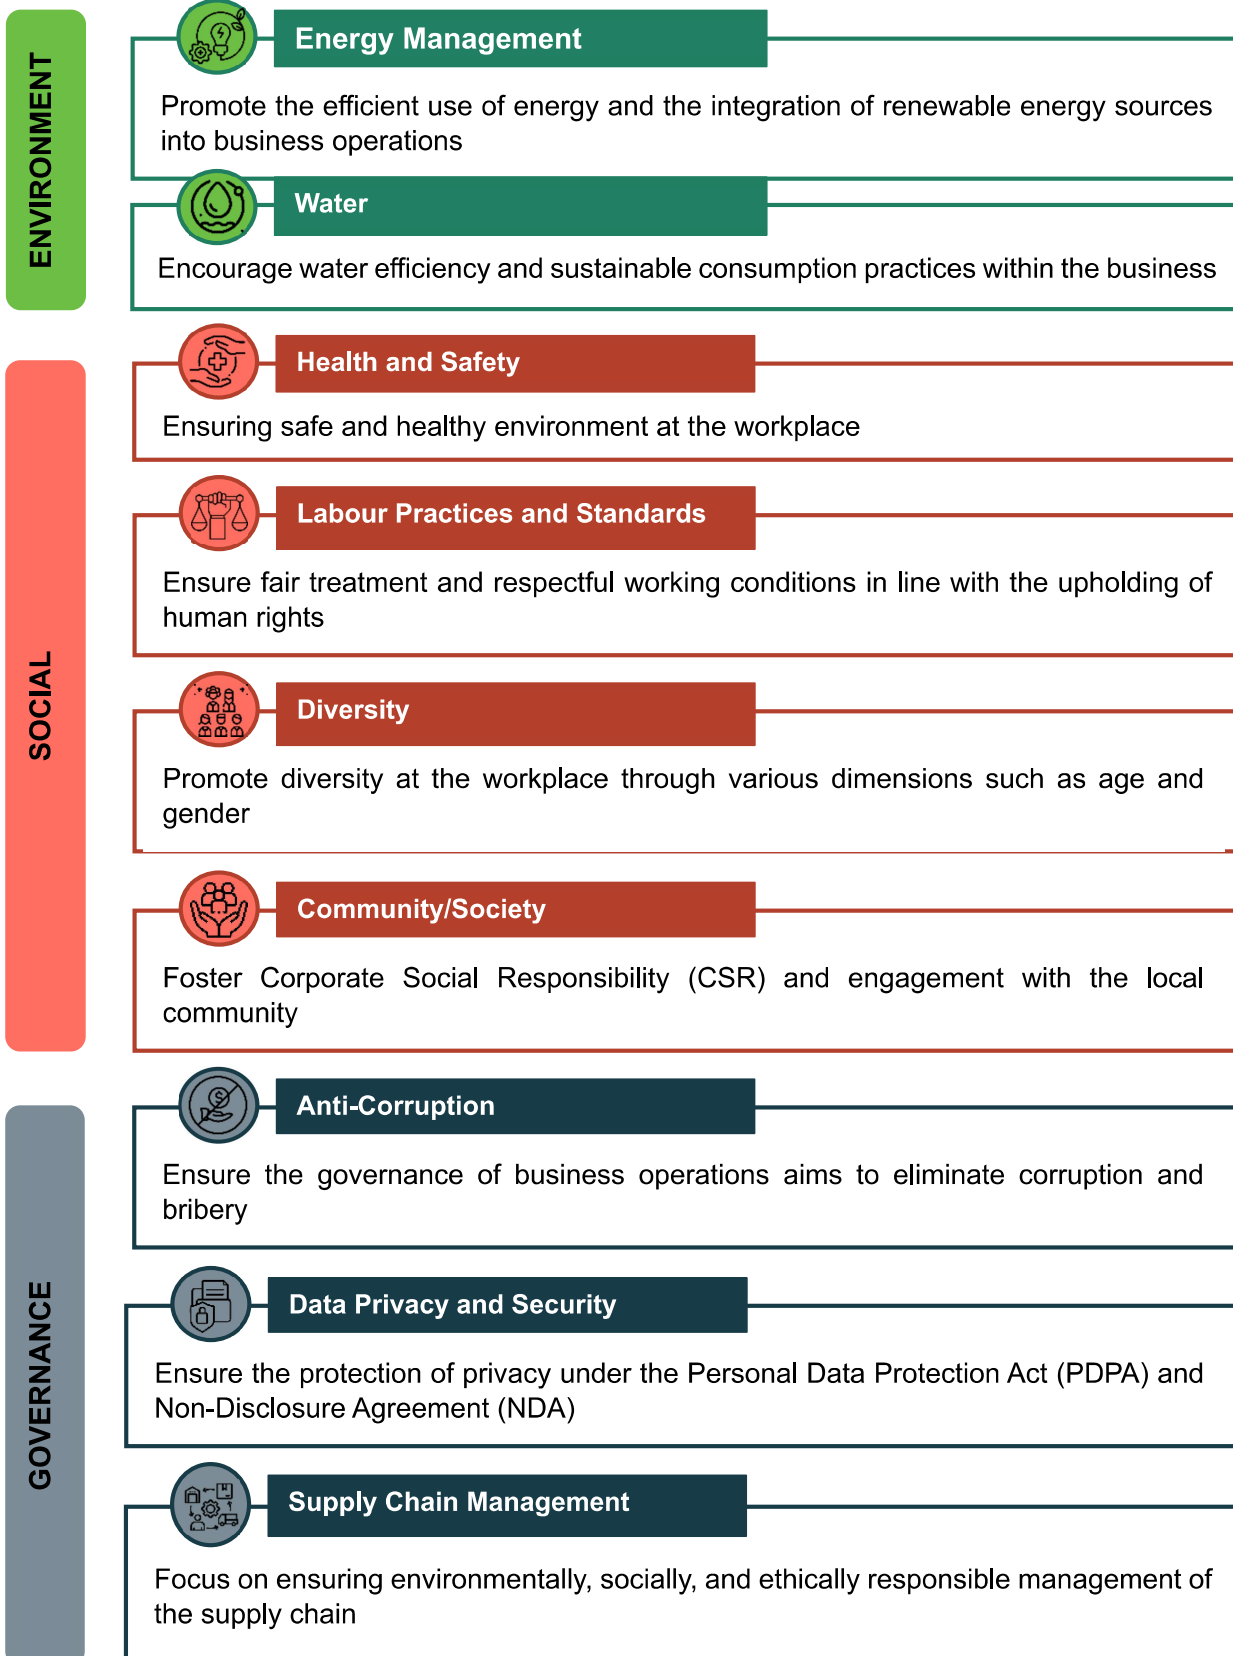 ENVIRONMENT
Energy Management
Promote the efficient use of energy and the integration of renewable energy sources
into business operations
Water
Encourage water efficiency and sustainable consumption practices within the business
SOCIAL
Health and Safety
Ensuring safe and healthy environment at the workplace
Labour Practices and Standards
Ensure fair treatment and respectful working conditions in line with the upholding of
human rights
Diversity
Promote diversity at the workplace through various dimensions such as age and
gender
Community/Society
Foster Corporate Social Responsibility (CSR) and engagement with the local
community
GOVERNANCE
Anti-Corruption
Ensure the governance of business operations aims to eliminate corruption and
bribery
Data Privacy and Security
Ensure the protection of privacy under the Personal Data Protection Act (PDPA) and
Non-Disclosure Agreement (NDA)
Supply Chain Management
Focus on ensuring environmentally, socially, and ethically responsible management of
the supply chain